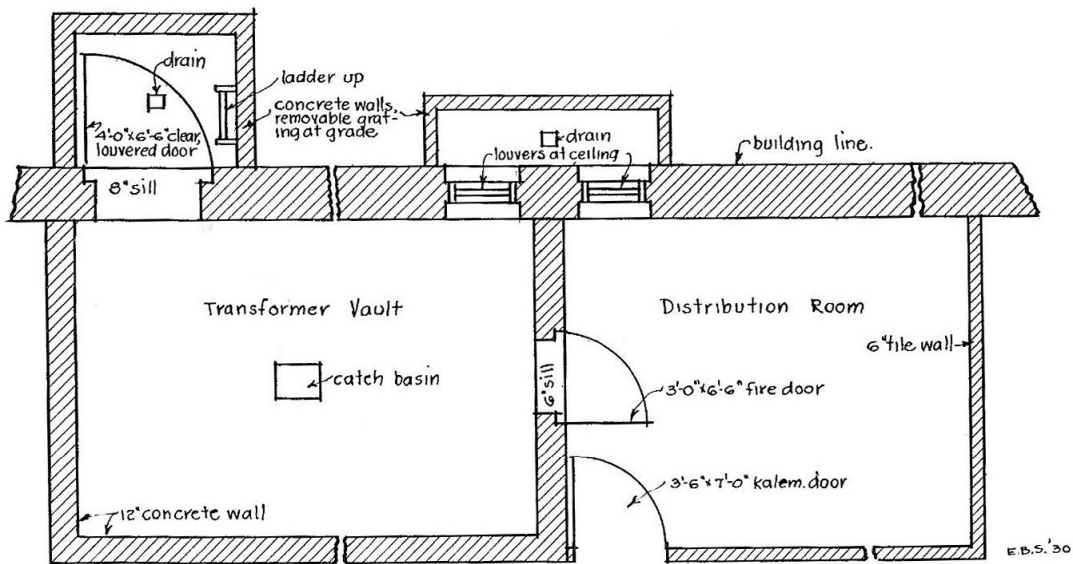 drain
ladder up
concrete walls,
removable grat-
ing at grade
4'-0"x6'-6" clear,
louvered door
8" sill
drain
louvers at ceiling
building line.
Transformer Vault
Distribution Room
6" tile wall
catch basin
6" sill
3'-0"x6'-6" fire door
3'-6"x7'-0" kalem. door
12" concrete wall
E.B.S. '30